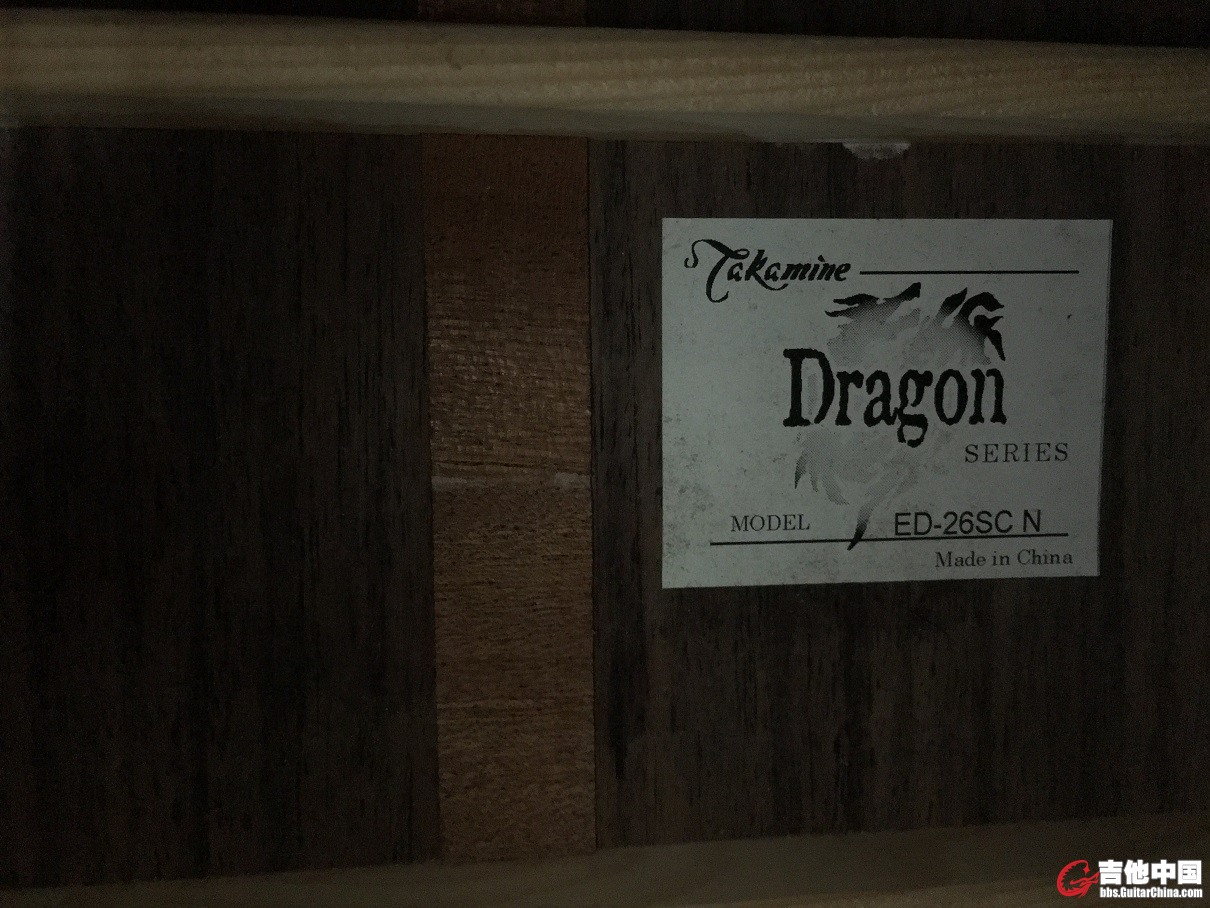 Takamine
Dragon
SERIES
MODEL ED-26SC N
Made in China
吉他中国
bbs.GuitarChina.com